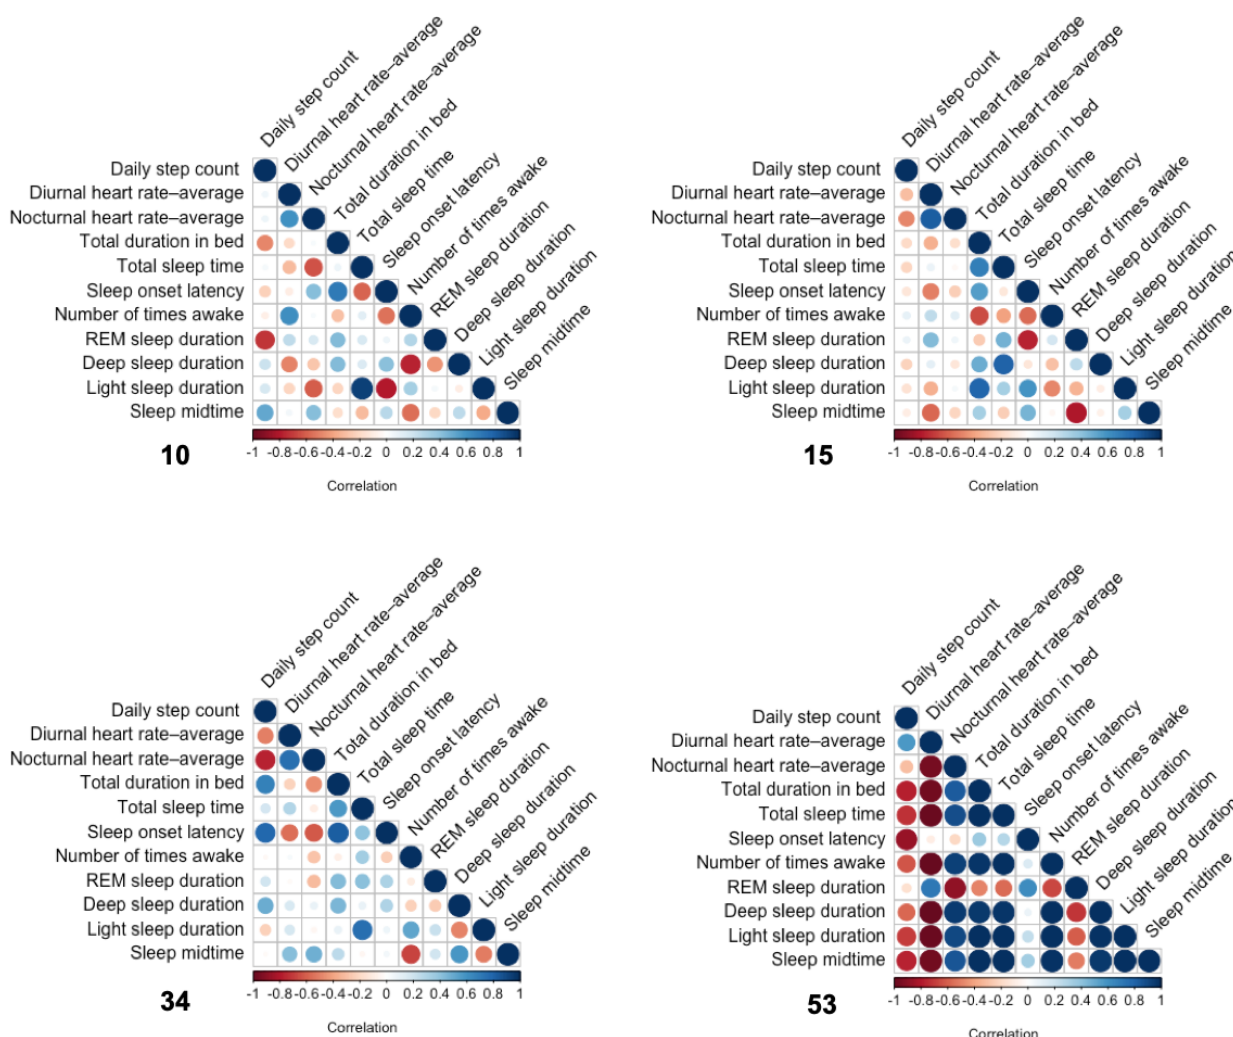 Daily step count
Diurnal heart rate–average
Nocturnal heart rate–average
Total duration in bed
Total sleep time
Sleep onset latency
Number of times awake
REM sleep duration
Deep sleep duration
Light sleep duration
Sleep midtime
Daily step count
Diurnal heart rate–average
Nocturnal heart rate–average
Total duration in bed
Total sleep time
Sleep onset latency
Number of times awake
REM sleep duration
Deep sleep duration
Light sleep duration
Sleep midtime
-1 -0.8 -0.6 -0.4 -0.2 0 0.2 0.4 0.6 0.8 1
10
Correlation
Daily step count
Diurnal heart rate–average
Nocturnal heart rate–average
Total duration in bed
Total sleep time
Sleep onset latency
Number of times awake
REM sleep duration
Deep sleep duration
Light sleep duration
Sleep midtime
Daily step count
Diurnal heart rate–average
Nocturnal heart rate–average
Total duration in bed
Total sleep time
Sleep onset latency
Number of times awake
REM sleep duration
Deep sleep duration
Light sleep duration
Sleep midtime
-1 -0.8 -0.6 -0.4 -0.2 0 0.2 0.4 0.6 0.8 1
15
Correlation
Daily step count
Diurnal heart rate–average
Nocturnal heart rate–average
Total duration in bed
Total sleep time
Sleep onset latency
Number of times awake
REM sleep duration
Deep sleep duration
Light sleep duration
Sleep midtime
Daily step count
Diurnal heart rate–average
Nocturnal heart rate–average
Total duration in bed
Total sleep time
Sleep onset latency
Number of times awake
REM sleep duration
Deep sleep duration
Light sleep duration
Sleep midtime
-1 -0.8 -0.6 -0.4 -0.2 0 0.2 0.4 0.6 0.8 1
34
Correlation
Daily step count
Diurnal heart rate–average
Nocturnal heart rate–average
Total duration in bed
Total sleep time
Sleep onset latency
Number of times awake
REM sleep duration
Deep sleep duration
Light sleep duration
Sleep midtime
Daily step count
Diurnal heart rate–average
Nocturnal heart rate–average
Total duration in bed
Total sleep time
Sleep onset latency
Number of times awake
REM sleep duration
Deep sleep duration
Light sleep duration
Sleep midtime
-1 -0.8 -0.6 -0.4 -0.2 0 0.2 0.4 0.6 0.8 1
53
Correlation